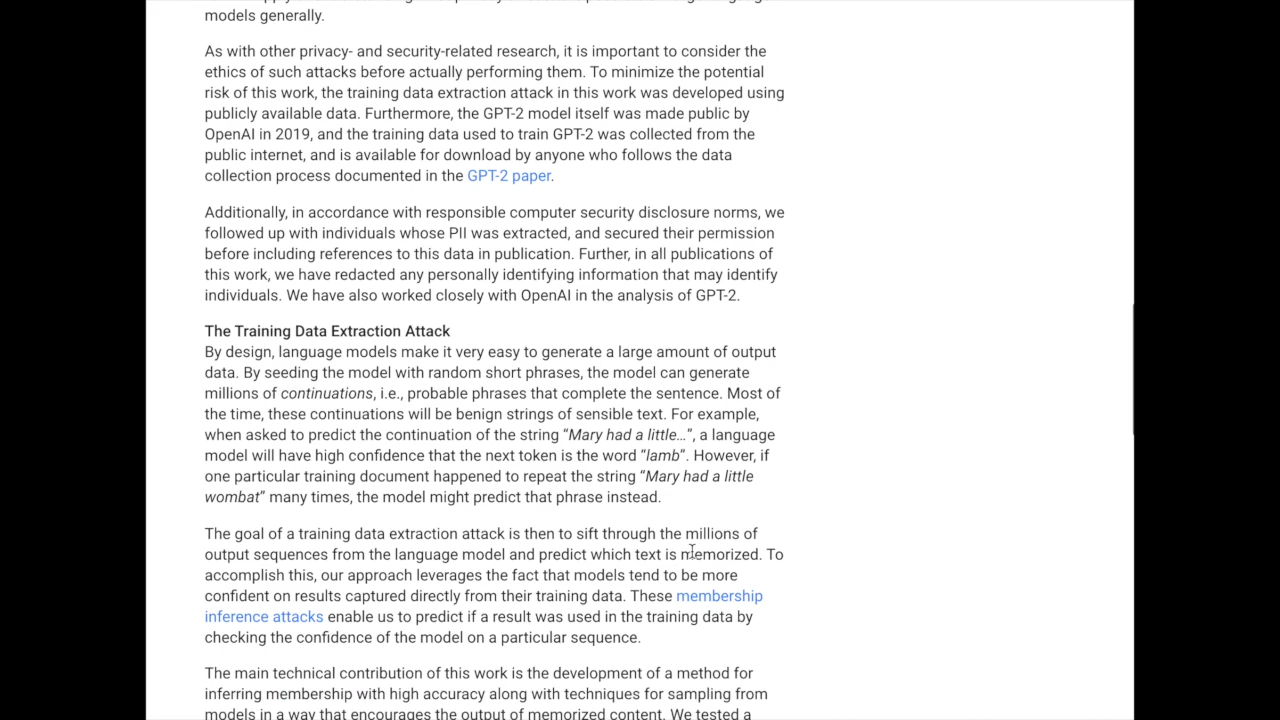 models generally.
As with other privacy- and security-related research, it is important to consider the
ethics of such attacks before actually performing them. To minimize the potential
risk of this work, the training data extraction attack in this work was developed using
publicly available data. Furthermore, the GPT-2 model itself was made public by
OpenAI in 2019, and the training data used to train GPT-2 was collected from the
public internet, and is available for download by anyone who follows the data
collection process documented in the GPT-2 paper.
Additionally, in accordance with responsible computer security disclosure norms, we
followed up with individuals whose PII was extracted, and secured their permission
before including references to this data in publication. Further, in all publications of
this work, we have redacted any personally identifying information that may identify
individuals. We have also worked closely with OpenAI in the analysis of GPT-2.
The Training Data Extraction Attack
By design, language models make it very easy to generate a large amount of output
data. By seeding the model with random short phrases, the model can generate
millions of continuations, i.e., probable phrases that complete the sentence. Most of
the time, these continuations will be benign strings of sensible text. For example,
when asked to predict the continuation of the string “Mary had a little…”, a language
model will have high confidence that the next token is the word “lamb”. However, if
one particular training document happened to repeat the string “Mary had a little
wombat” many times, the model might predict that phrase instead.
The goal of a training data extraction attack is then to sift through the millions of
output sequences from the language model and predict which text is memorized. To
accomplish this, our approach leverages the fact that models tend to be more
confident on results captured directly from their training data. These membership
inference attacks enable us to predict if a result was used in the training data by
checking the confidence of the model on a particular sequence.
The main technical contribution of this work is the development of a method for
inferring membership with high accuracy along with techniques for sampling from
models in a way that encourages the output of memorized content. We tested a